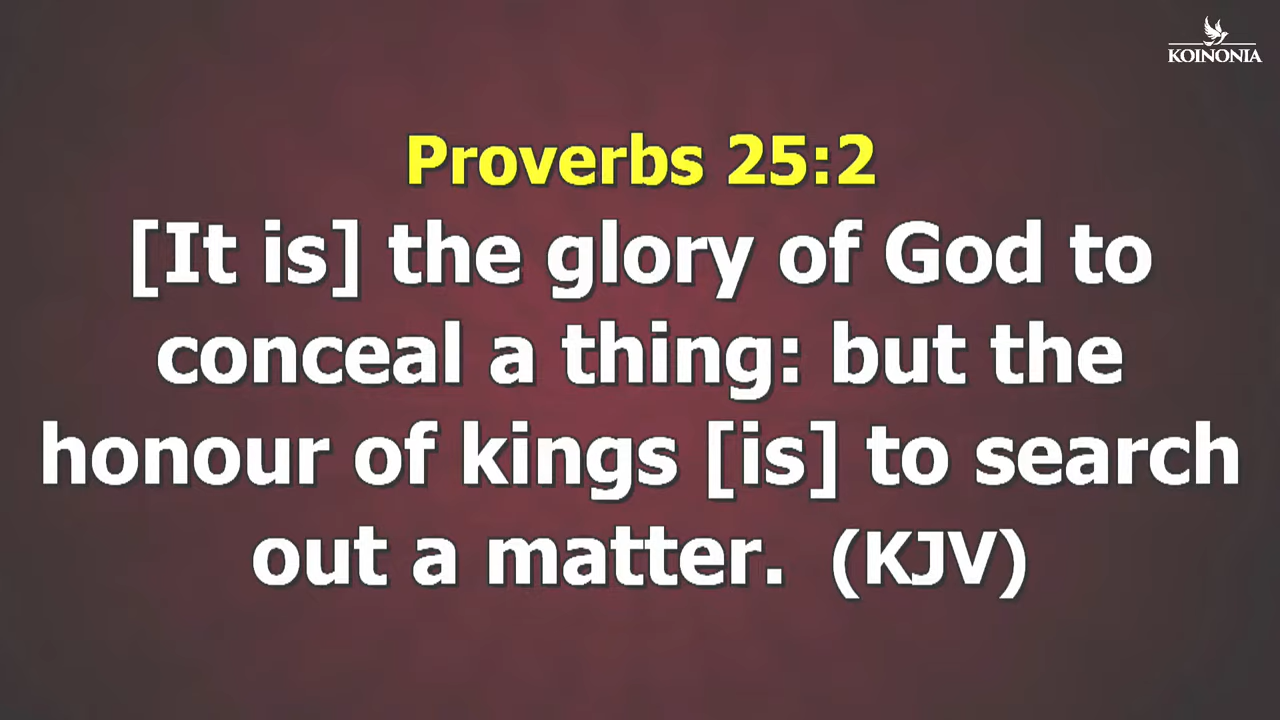 KOINONIA
Proverbs 25:2
[It is] the glory of God to
conceal a thing: but the
honour of kings [is] to search
out a matter. (KJV)